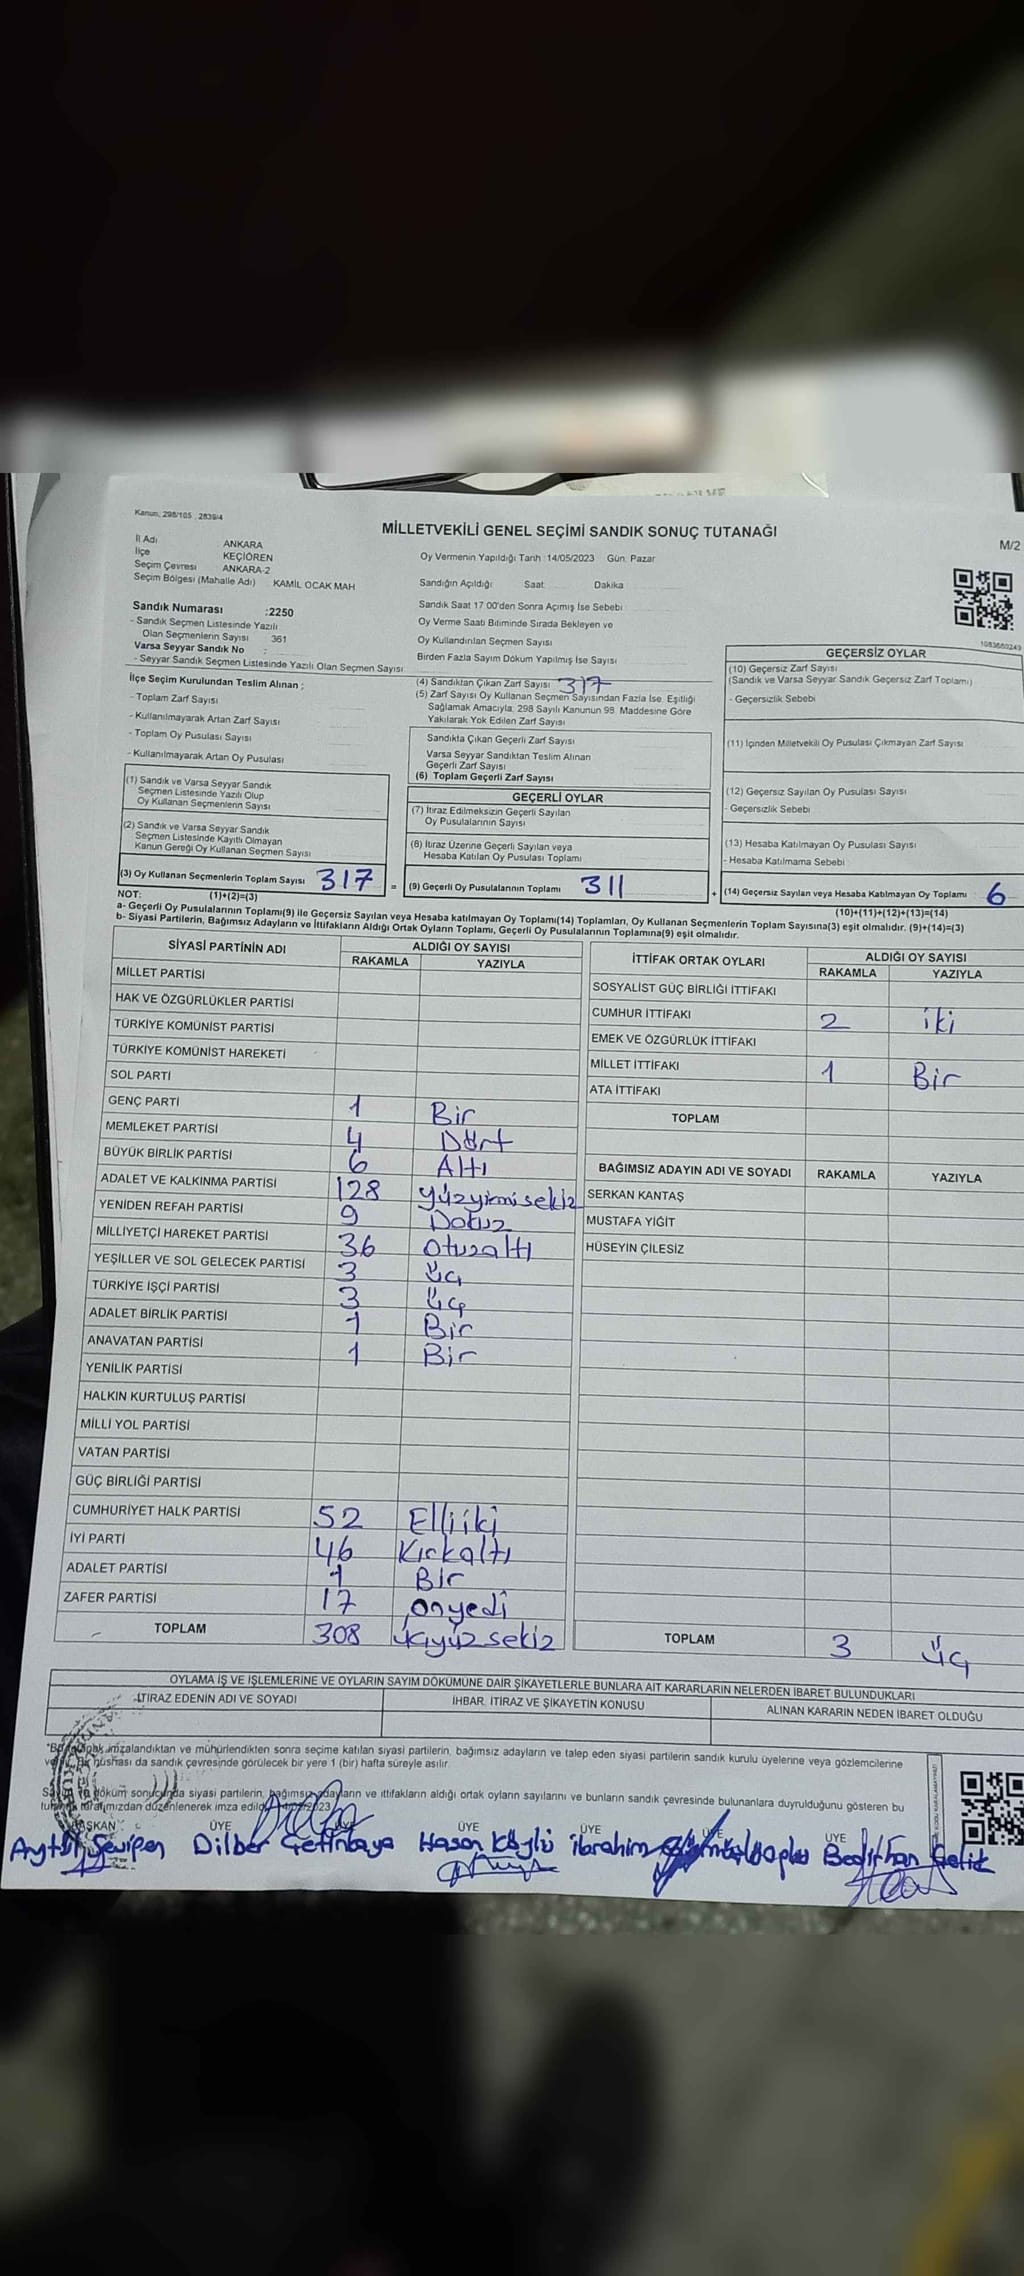 Kanun, 298/105 , 2839/4
MİLLETVEKİLİ GENEL SEÇİMİ SANDIK SONUÇ TUTANAĞI
M/2
İl Adı : ANKARA
İlçe : KEÇİÖREN
Seçim Çevresi : ANKARA-2
Seçim Bölgesi (Mahalle Adı) : KAMİL OCAK MAH
Oy Vermenin Yapıldığı Tarih :14/05/2023 Gün: Pazar
Sandığın Açıldığı Saat Dakika
Sandık Numarası :2250
- Sandık Seçmen Listesinde Yazılı
Olan Seçmenlerin Sayısı : 361
Varsa Seyyar Sandık No :
- Seyyar Sandık Seçmen Listesinde Yazılı Olan Seçmen Sayısı
Sandık Saat 17:00'den Sonra Açımış İse Sebebi
Oy Verme Saati Bitiminde Sırada Bekleyen ve
Oy Kullandırılan Seçmen Sayısı
Birden Fazla Sayım Döküm Yapılmış İse Sayısı
1083660249
İlçe Seçim Kurulundan Teslim Alınan ;
- Toplam Zarf Sayısı
- Kullanılmayarak Artan Zarf Sayısı
- Toplam Oy Pusulası Sayısı
- Kullanılmayarak Artan Oy Pusulası
(1) Sandık ve Varsa Seyyar Sandık
Seçmen Listesinde Yazılı Olup
Oy Kullanan Seçmenlerin Sayısı
(2) Sandık ve Varsa Seyyar Sandık
Seçmen Listesinde Kayıtlı Olmayan
Kanun Gereği Oy Kullanan Seçmen Sayısı
(3) Oy Kullanan Seçmenlerin Toplam Sayısı 317
(1)+(2)=(3)
(4) Sandıktan Çıkan Zarf Sayısı 317
(5) Zarf Sayısı Oy Kullanan Seçmen Sayısından Fazla İse, Eşitliği
Sağlamak Amacıyla; 298 Sayılı Kanunun 98. Maddesine Göre
Yakılarak Yok Edilen Zarf Sayısı
Sandıkta Çıkan Geçerli Zarf Sayısı
Varsa Seyyar Sandıktan Teslim Alınan
Geçerli Zarf Sayısı
(6) Toplam Geçerli Zarf Sayısı
GEÇERLİ OYLAR
(7) İtiraz Edilmeksizin Geçerli Sayılan
Oy Pusulalarının Sayısı
(8) İtiraz Üzerine Geçerli Sayılan veya
Hesaba Katılan Oy Pusulası Toplamı
= (9) Geçerli Oy Pusulalarının Toplamı 311
GEÇERSİZ OYLAR
(10) Geçersiz Zarf Sayısı
(Sandık ve Varsa Seyyar Sandık Geçersiz Zarf Toplamı)
- Geçersizlik Sebebi
(11) İçinden Milletvekili Oy Pusulası Çıkmayan Zarf Sayısı
(12) Geçersiz Sayılan Oy Pusulası Sayısı
- Geçersizlik Sebebi
(13) Hesaba Katılmayan Oy Pusulası Sayısı
- Hesaba Katılmama Sebebi
+ (14) Geçersiz Sayılan veya Hesaba Katılmayan Oy Toplamı 6
(10)+(11)+(12)+(13)=(14)
NOT:
a- Geçerli Oy Pusulalarının Toplamı(9) ile Geçersiz Sayılan veya Hesaba katılmayan Oy Toplamı(14) Toplamları, Oy Kullanan Seçmenlerin Toplam Sayısına(3) eşit olmalıdır. (9)+(14)=(3)
b- Siyasi Partilerin, Bağımsız Adayların ve İttifakların Aldığı Ortak Oyların Toplamı, Geçerli Oy Pusulalarının Toplamına(9) eşit olmalıdır.
SİYASİ PARTİNİN ADI ALDIĞI OY SAYISI
RAKAMLA YAZIYLA
MİLLET PARTİSİ
HAK VE ÖZGÜRLÜKLER PARTİSİ
TÜRKİYE KOMÜNİST PARTİSİ
TÜRKİYE KOMÜNİST HAREKETİ
SOL PARTİ
GENÇ PARTİ 1 Bir
MEMLEKET PARTİSİ 4 Dört
BÜYÜK BİRLİK PARTİSİ 6 Altı
ADALET VE KALKINMA PARTİSİ 128 yüzyirmisekiz
YENİDEN REFAH PARTİSİ 9 Dokuz
MİLLİYETÇİ HAREKET PARTİSİ 36 otuzaltı
YEŞİLLER VE SOL GELECEK PARTİSİ 3 üç
TÜRKİYE İŞÇİ PARTİSİ 3 üç
ADALET BİRLİK PARTİSİ 1 Bir
ANAVATAN PARTİSİ 1 Bir
YENİLİK PARTİSİ
HALKIN KURTULUŞ PARTİSİ
MİLLİ YOL PARTİSİ
VATAN PARTİSİ
GÜÇ BİRLİĞİ PARTİSİ
CUMHURİYET HALK PARTİSİ 52 Elliiki
İYİ PARTİ 46 Kırkaltı
ADALET PARTİSİ 1 Bir
ZAFER PARTİSİ 17 onyedi
TOPLAM 308 üçyüz sekiz
İTTİFAK ORTAK OYLARI ALDIĞI OY SAYISI
RAKAMLA YAZIYLA
SOSYALİST GÜÇ BİRLİĞİ İTTİFAKI
CUMHUR İTTİFAKI 2 iki
EMEK VE ÖZGÜRLÜK İTTİFAKI
MİLLET İTTİFAKI 1 Bir
ATA İTTİFAKI
TOPLAM
BAĞIMSIZ ADAYIN ADI VE SOYADI RAKAMLA YAZIYLA
SERKAN KANTAŞ
MUSTAFA YİĞİT
HÜSEYİN ÇİLESİZ
TOPLAM 3 üç
OYLAMA İŞ VE İŞLEMLERİNE VE OYLARIN SAYIM DÖKÜMÜNE DAİR ŞİKAYETLERLE BUNLARA AİT KARARLARIN NELERDEN İBARET BULUNDUKLARI
İTİRAZ EDENİN ADI VE SOYADI İHBAR, İTİRAZ VE ŞİKAYETİN KONUSU ALINAN KARARIN NEDEN İBARET OLDUĞU
imzalandıktan ve mühürlendikten sonra seçime katılan siyasi partilerin, bağımsız adayların ve talep eden siyasi partilerin sandık kurulu üyelerine veya gözlemcilerine
nüshası da sandık çevresinde görülecek bir yere 1 (bir) hafta süreyle asılır.
döküm sonucunda siyasi partilerin, bağımsız adayların ve ittifakların aldığı ortak oyların sayılarını ve bunların sandık çevresinde bulunanlara duyrulduğunu gösteren bu
tarafımızdan düzenlenerek imza edildi.
BAŞKAN ÜYE ÜYE ÜYE ÜYE ÜYE ÜYE
Dilber Çetinkaya Hasan Köylü İbrahim Bedirhan Çelik